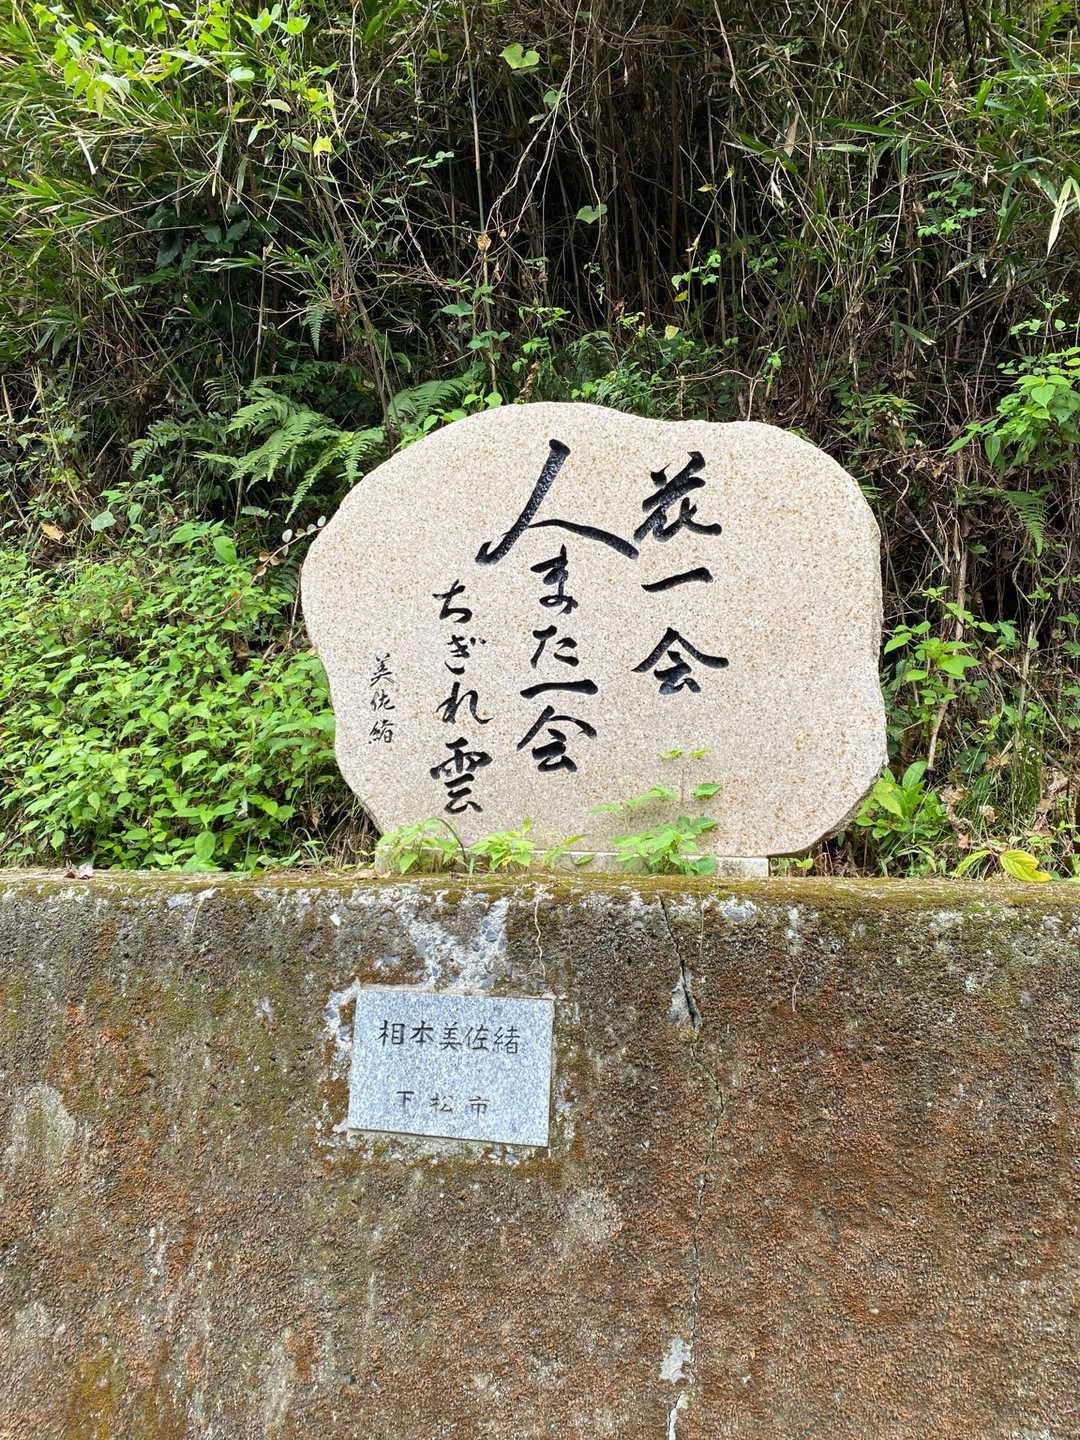 花一会
人また一会
ちぎれ雲
美佐緒
相本美佐緒
下松市